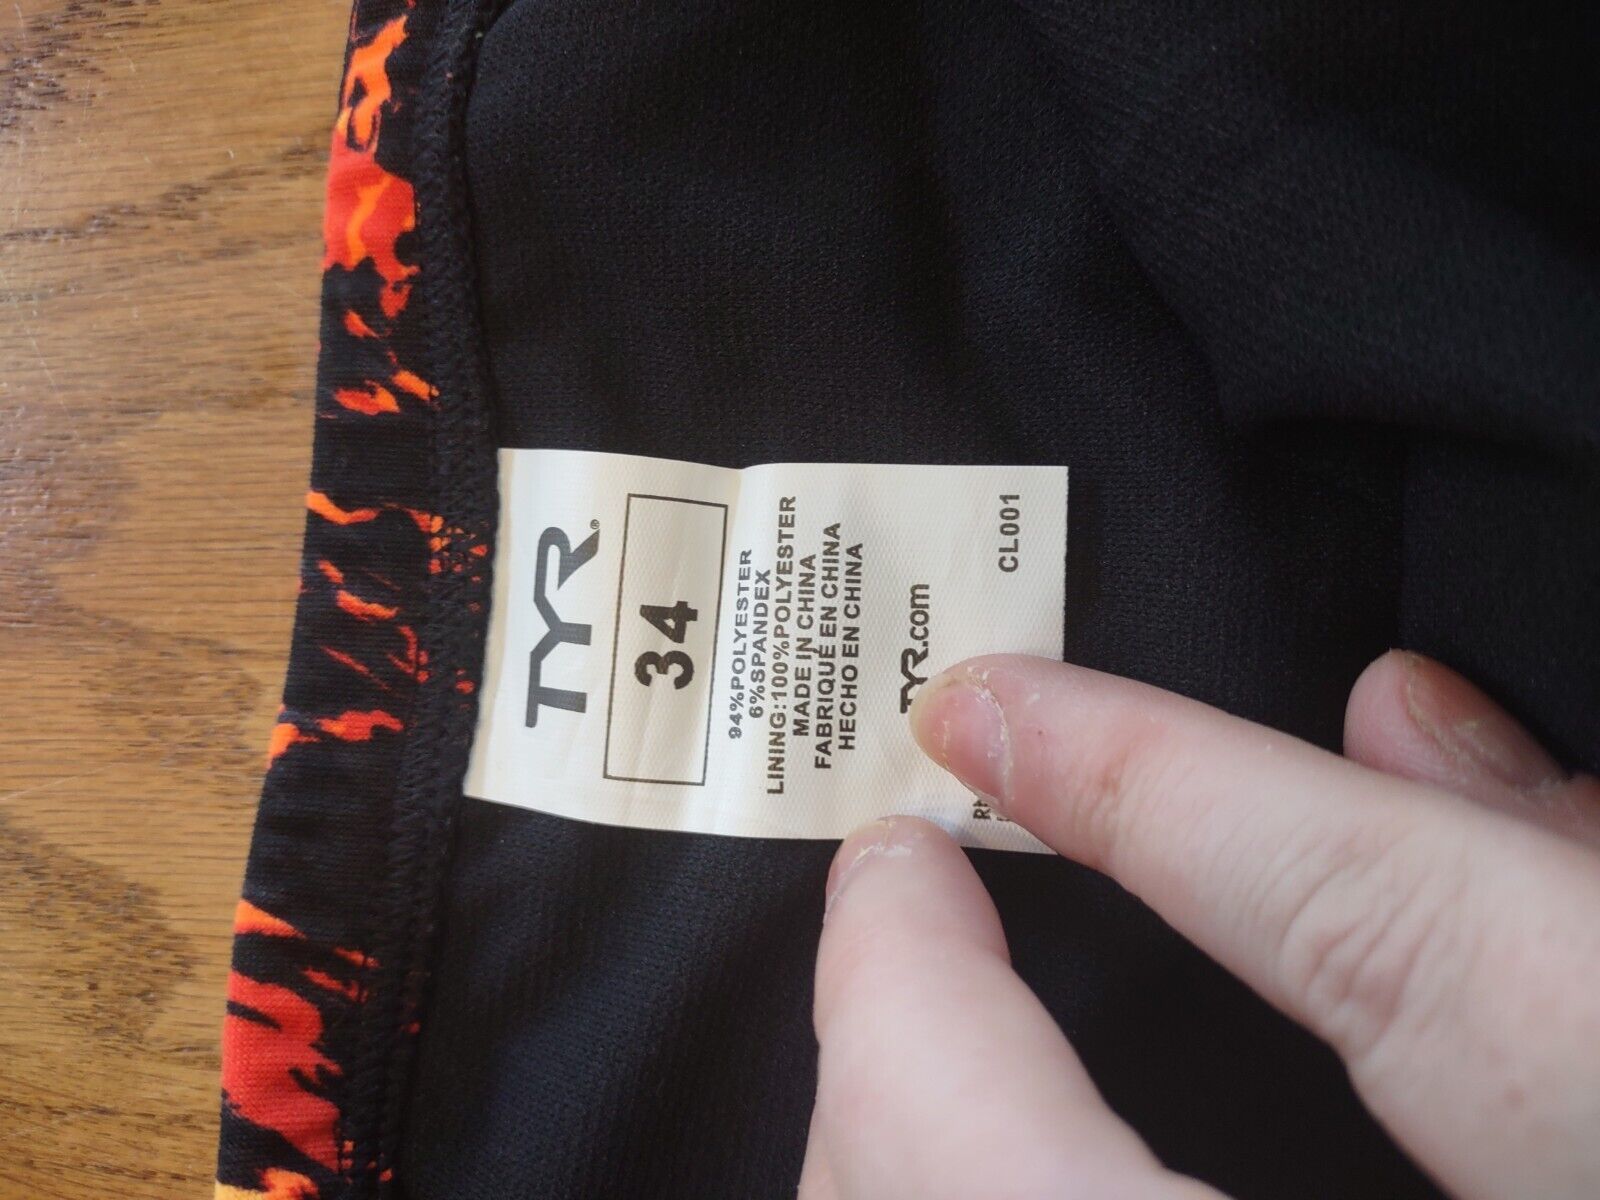 TYR®
34
94%POLYESTER
6%SPANDEX
LINING:100%POLYESTER
MADE IN CHINA
FABRIQUÉ EN CHINA
HECHO EN CHINA
TYR.com
CL001